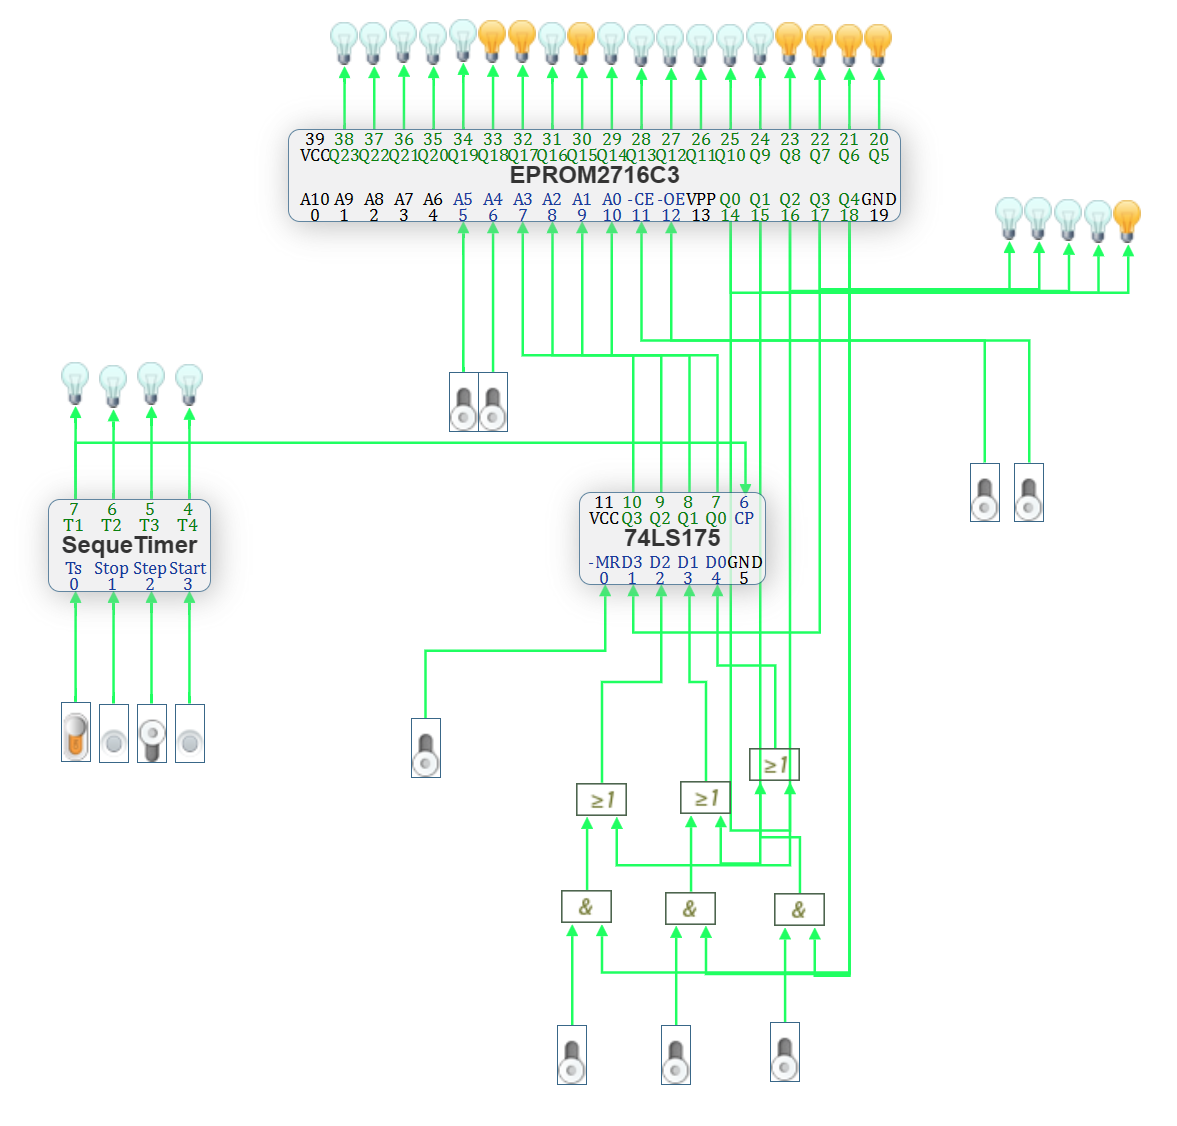 39 38 37 36 35 34 33 32 31 30 29 28 27 26 25 24 23 22 21 20
VCC Q23 Q22 Q21 Q20 Q19 Q18 Q17 Q16 Q15 Q14 Q13 Q12 Q11 Q10 Q9 Q8 Q7 Q6 Q5
EPROM2716C3
A10 A9 A8 A7 A6 A5 A4 A3 A2 A1 A0 -CE -OE VPP Q0 Q1 Q2 Q3 Q4 GND
0 1 2 3 4 5 6 7 8 9 10 11 12 13 14 15 16 17 18 19
7 6 5 4
T1 T2 T3 T4
SequeTimer
Ts Stop Step Start
0 1 2 3
11 10 9 8 7 6
VCC Q3 Q2 Q1 Q0 CP
74LS175
-MR D3 D2 D1 D0 GND
0 1 2 3 4 5
≥1
≥1
≥1
&
&
&